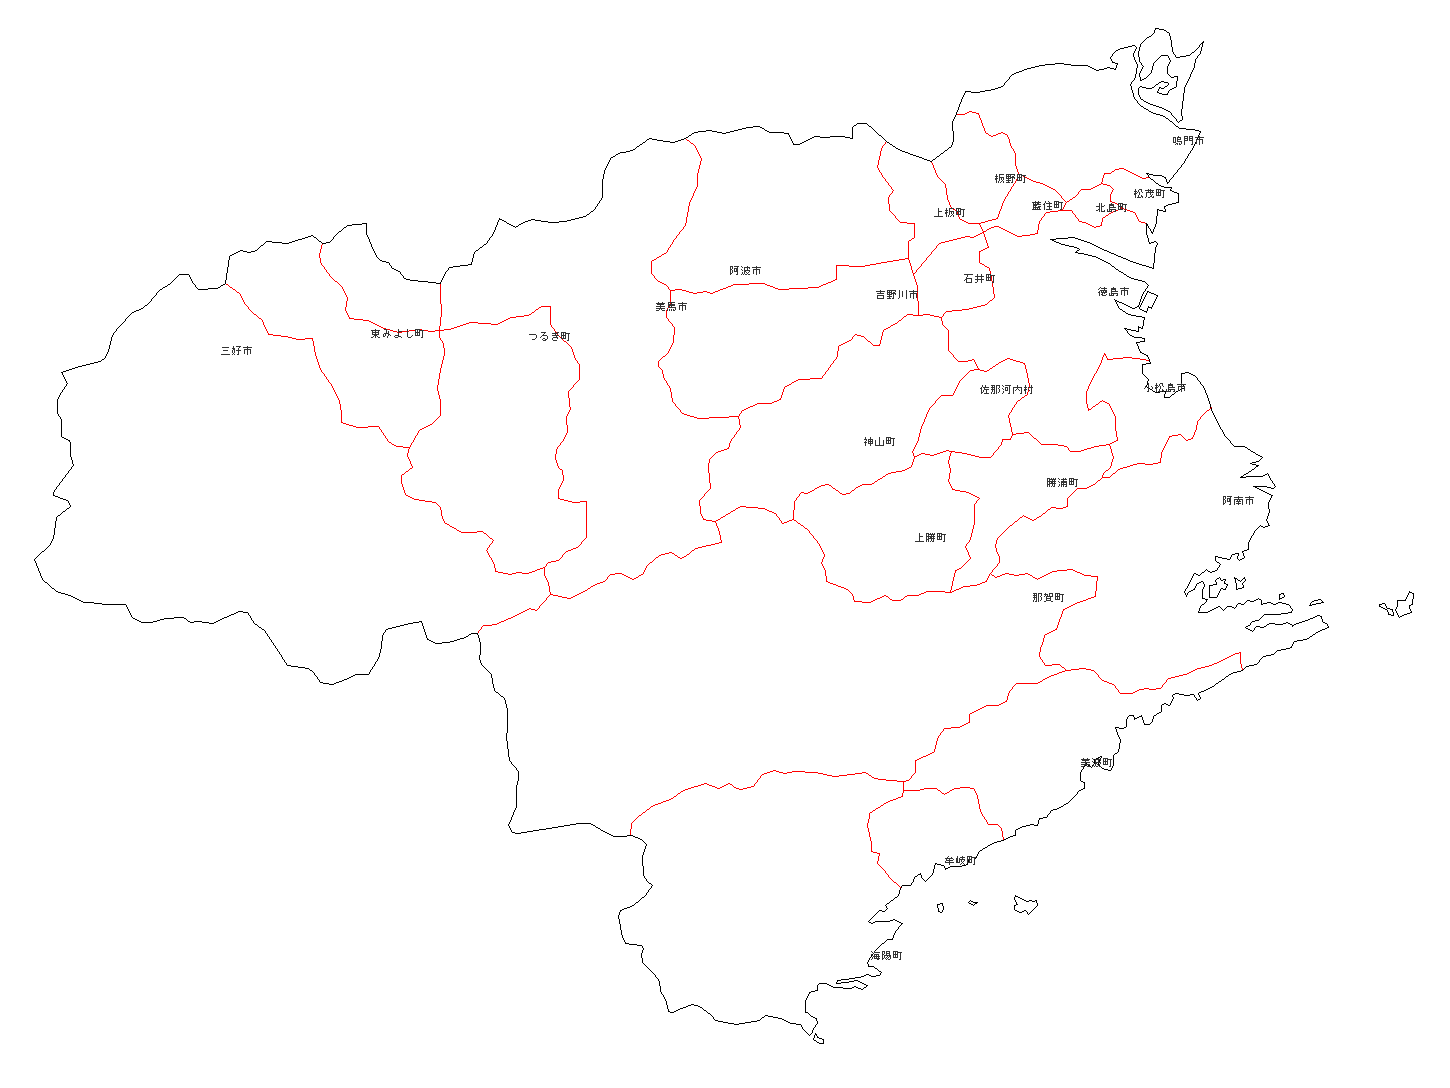 鳴門市
板野町
松茂町
藍住町
北島町
上板町
阿波市
石井町
徳島市
吉野川市
美馬市
東みよし町
つるぎ町
三好市
小松島市
佐那河内村
神山町
勝浦町
阿南市
上勝町
那賀町
美波町
牟岐町
海陽町